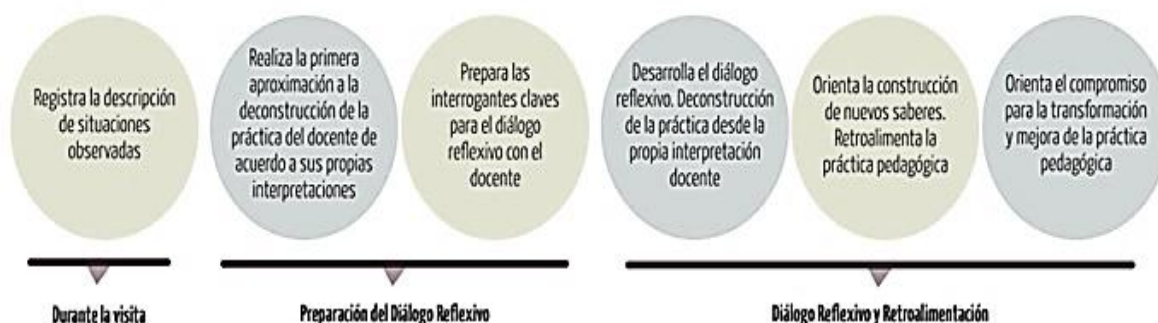 Registra la descripción
de situaciones
observadas
Realiza la primera
aproximación a la
deconstrucción de la
práctica del docente de
acuerdo a sus propias
interpretaciones
Prepara las
interrogantes claves
para el diálogo
reflexivo con el
docente
Desarrolla el diálogo
reflexivo. Deconstrucción
de la práctica desde la
propia interpretación
docente
Orienta la construcción
de nuevos saberes.
Retroalimenta la
práctica pedagógica
Orienta el compromiso
para la transformación
y mejora de la práctica
pedagógica
Durante la visita
Preparación del Diálogo Reflexivo
Diálogo Reflexivo y Retroalimentación